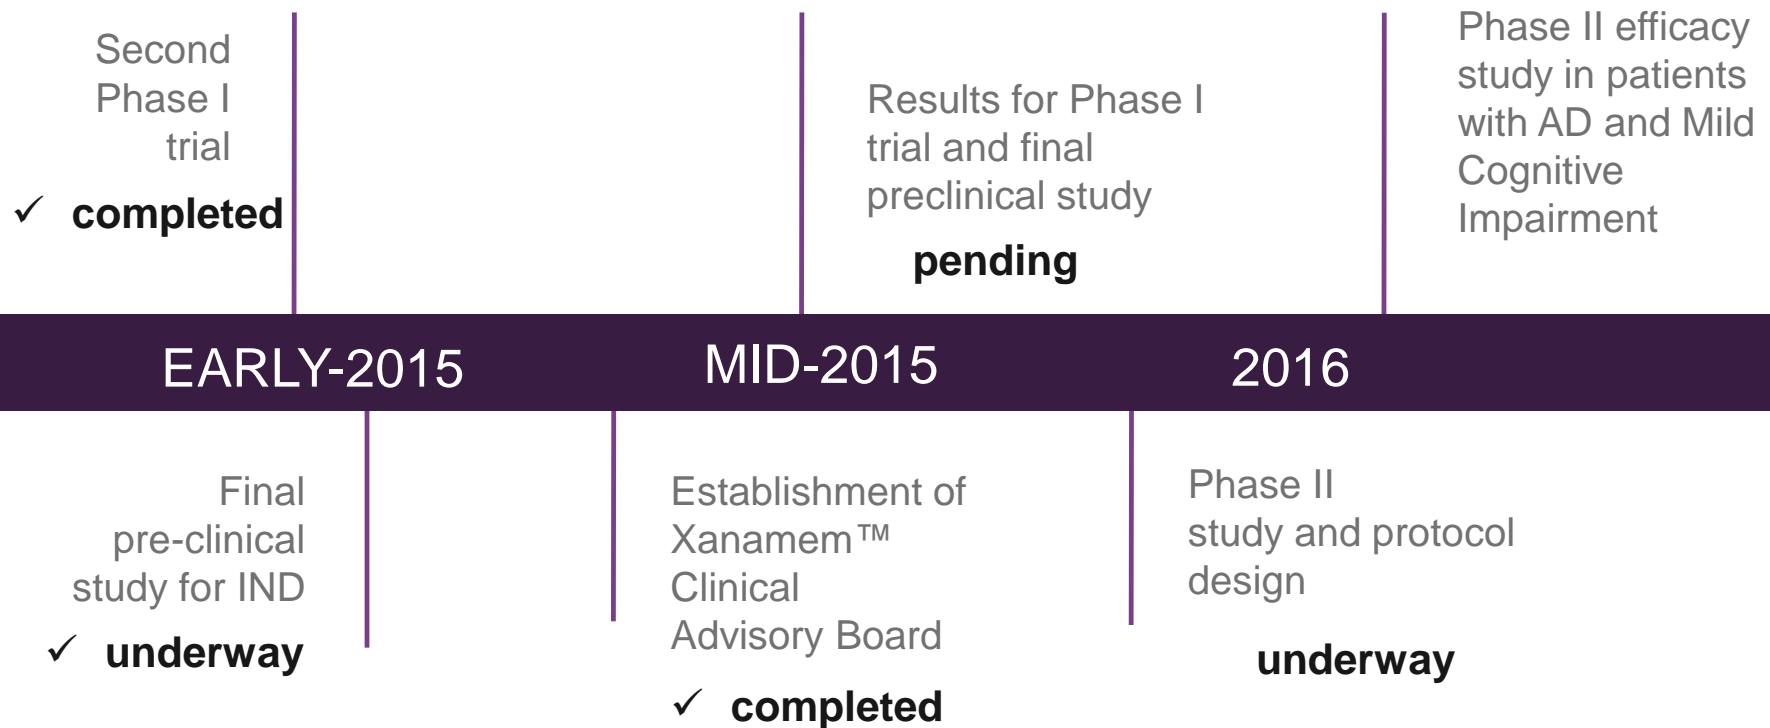 Second
Phase I
trial
✓ completed
Results for Phase I
trial and final
preclinical study
pending
Phase II efficacy
study in patients
with AD and Mild
Cognitive
Impairment
EARLY-2015
MID-2015
2016
Final
pre-clinical
study for IND
✓ underway
Establishment of
Xanamem™
Clinical
Advisory Board
✓ completed
Phase II
study and protocol
design
underway